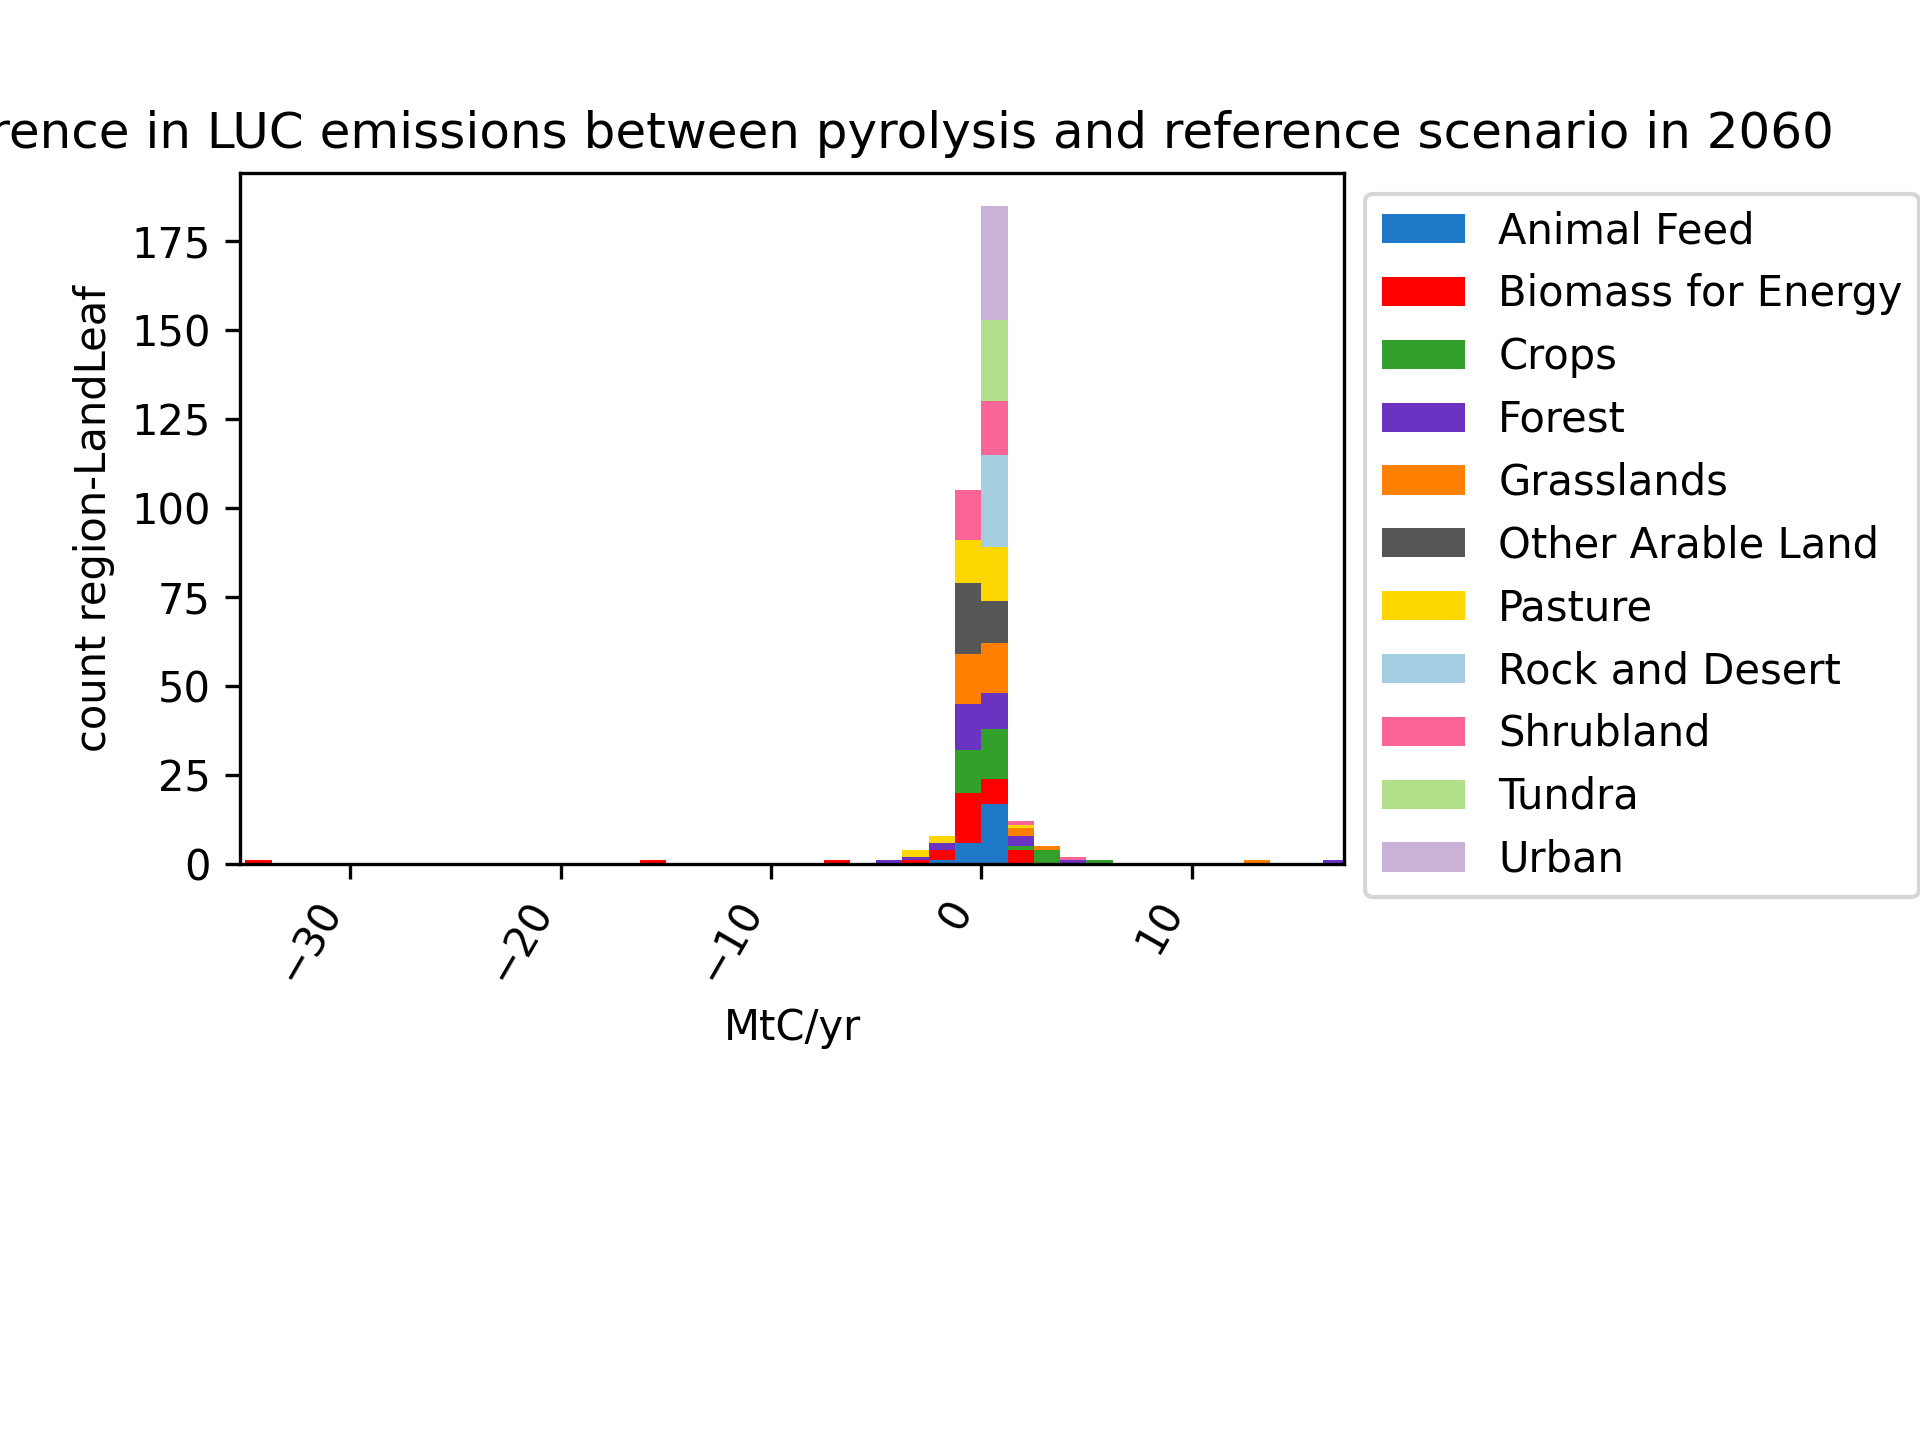 rence in LUC emissions between pyrolysis and reference scenario in 2060
count region-LandLeaf
175
150
125
100
75
50
25
0
−30
−20
−10
0
10
MtC/yr
Animal Feed
Biomass for Energy
Crops
Forest
Grasslands
Other Arable Land
Pasture
Rock and Desert
Shrubland
Tundra
Urban